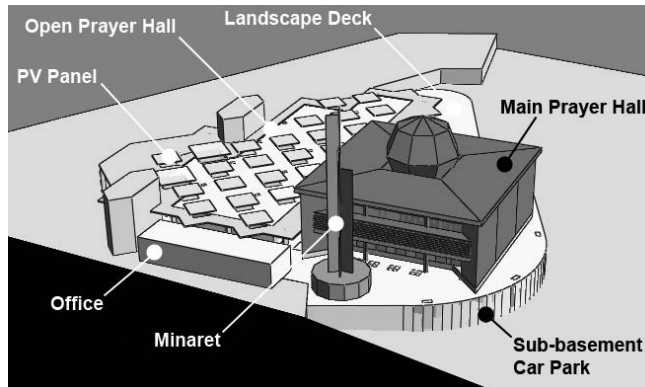 Landscape Deck
Open Prayer Hall
PV Panel
Main Prayer Hall
Office
Minaret
Sub-basement
Car Park